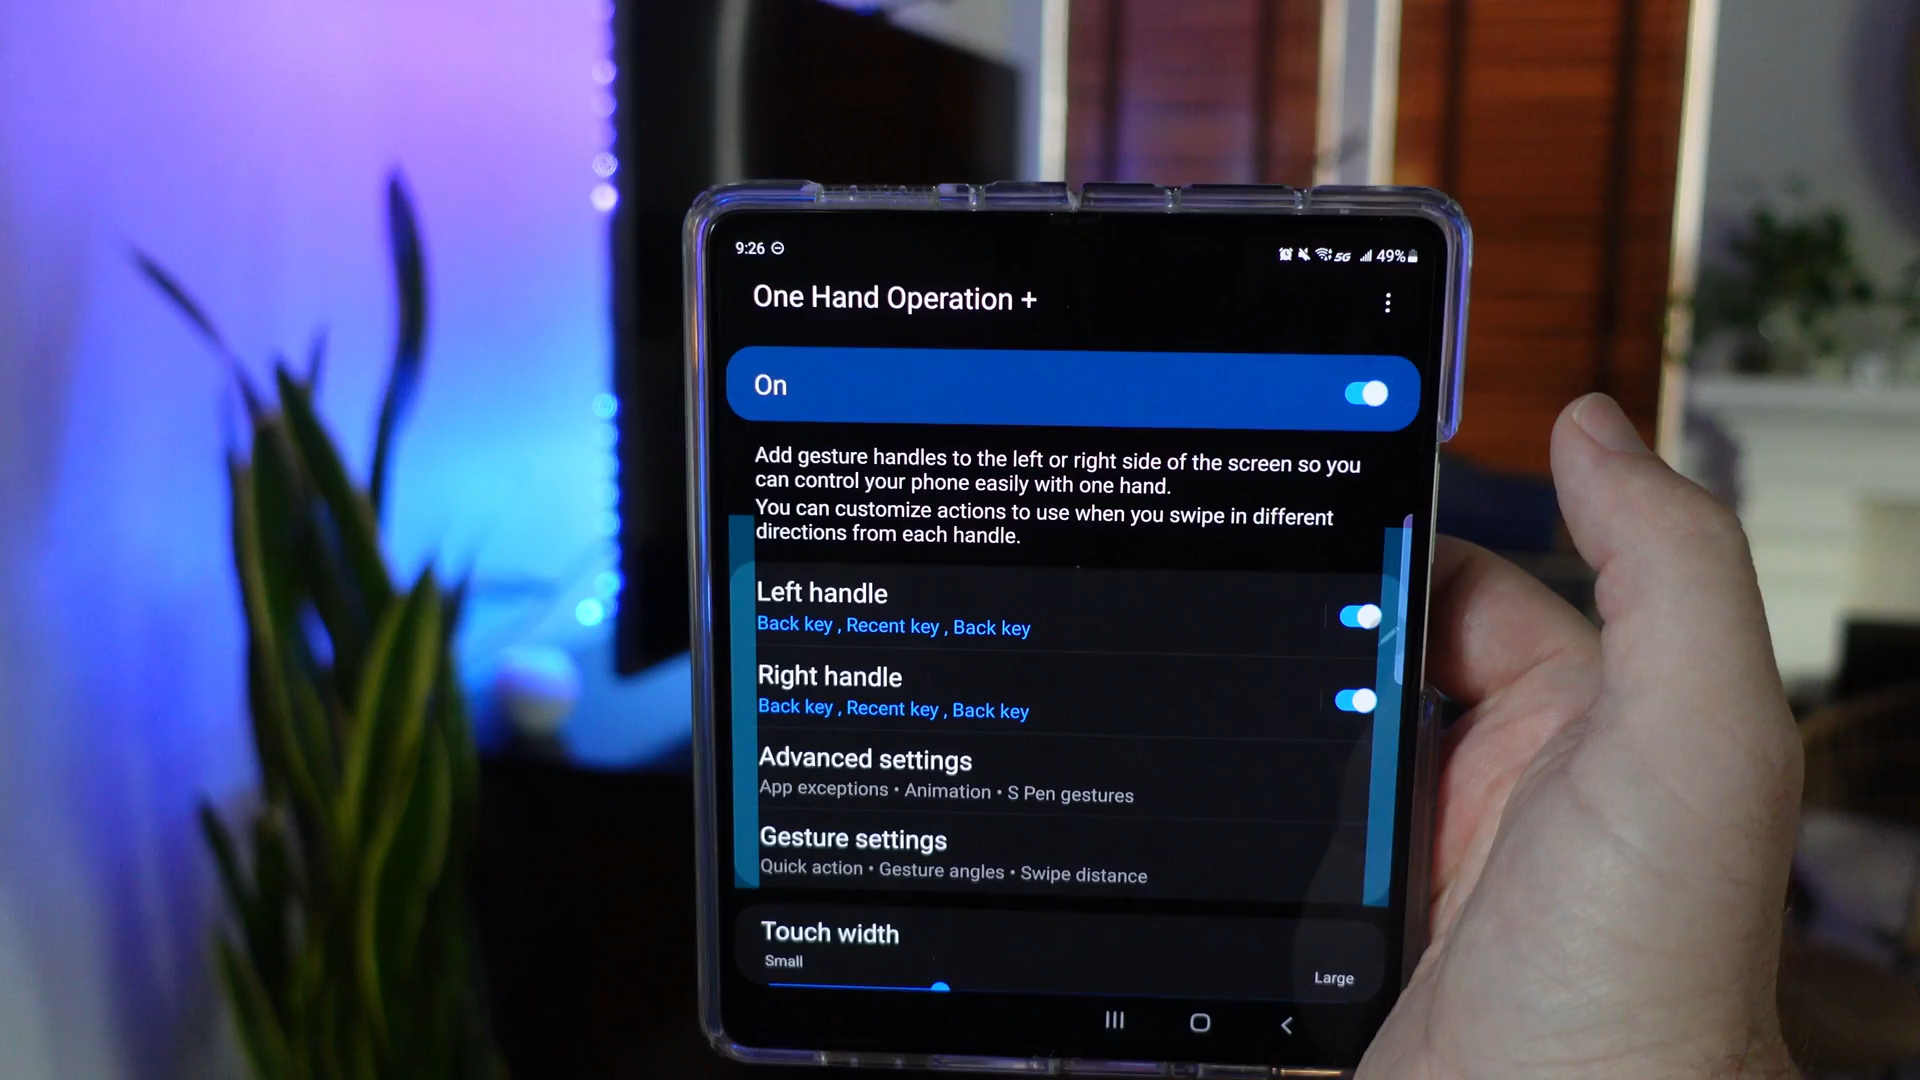 9:26
5G 49%
One Hand Operation +
On
Add gesture handles to the left or right side of the screen so you
can control your phone easily with one hand.
You can customize actions to use when you swipe in different
directions from each handle.
Left handle
Back key , Recent key , Back key
Right handle
Back key , Recent key , Back key
Advanced settings
App exceptions • Animation • S Pen gestures
Gesture settings
Quick action • Gesture angles • Swipe distance
Touch width
Small
Large